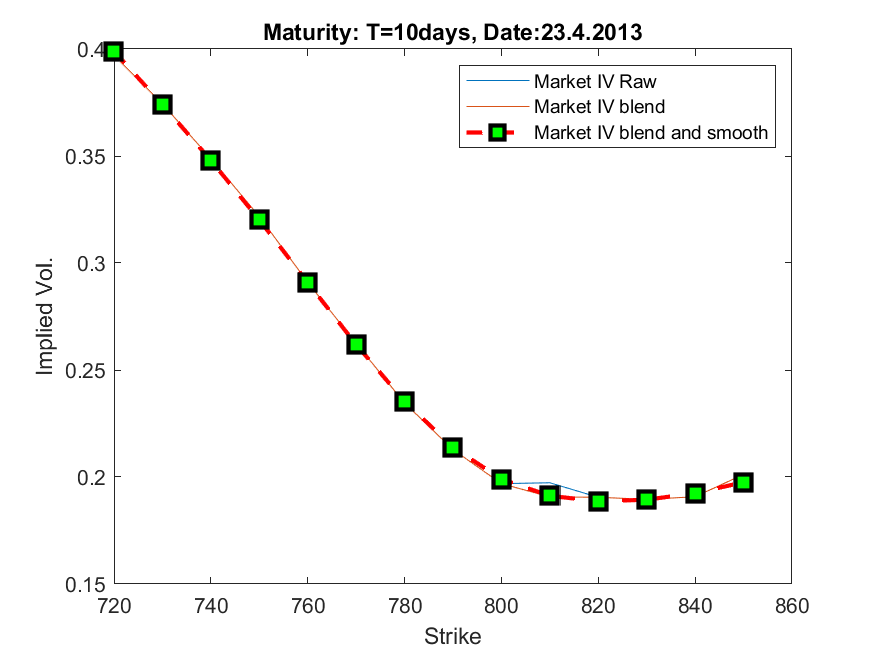 Maturity: T=10days, Date:23.4.2013
0.4
Market IV Raw
Market IV blend
Market IV blend and smooth
0.35
0.3
Implied Vol.
0.25
0.2
0.15
720 740 760 780 800 820 840 860
Strike